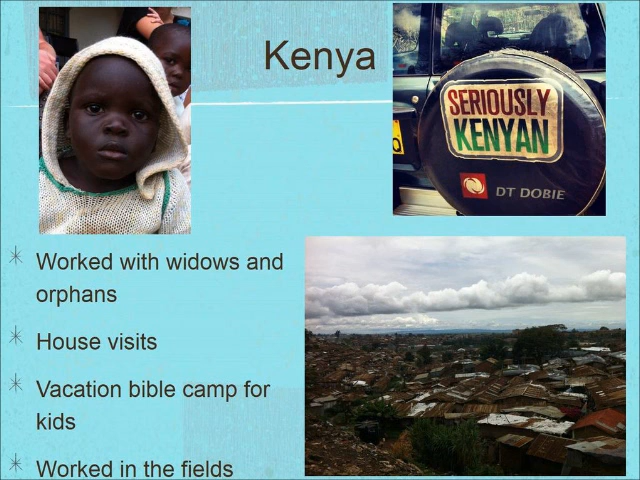 Kenya
SERIOUSLY
KENYAN
DT DOBIE
Worked with widows and
orphans
House visits
Vacation bible camp for
kids
Worked in the fields